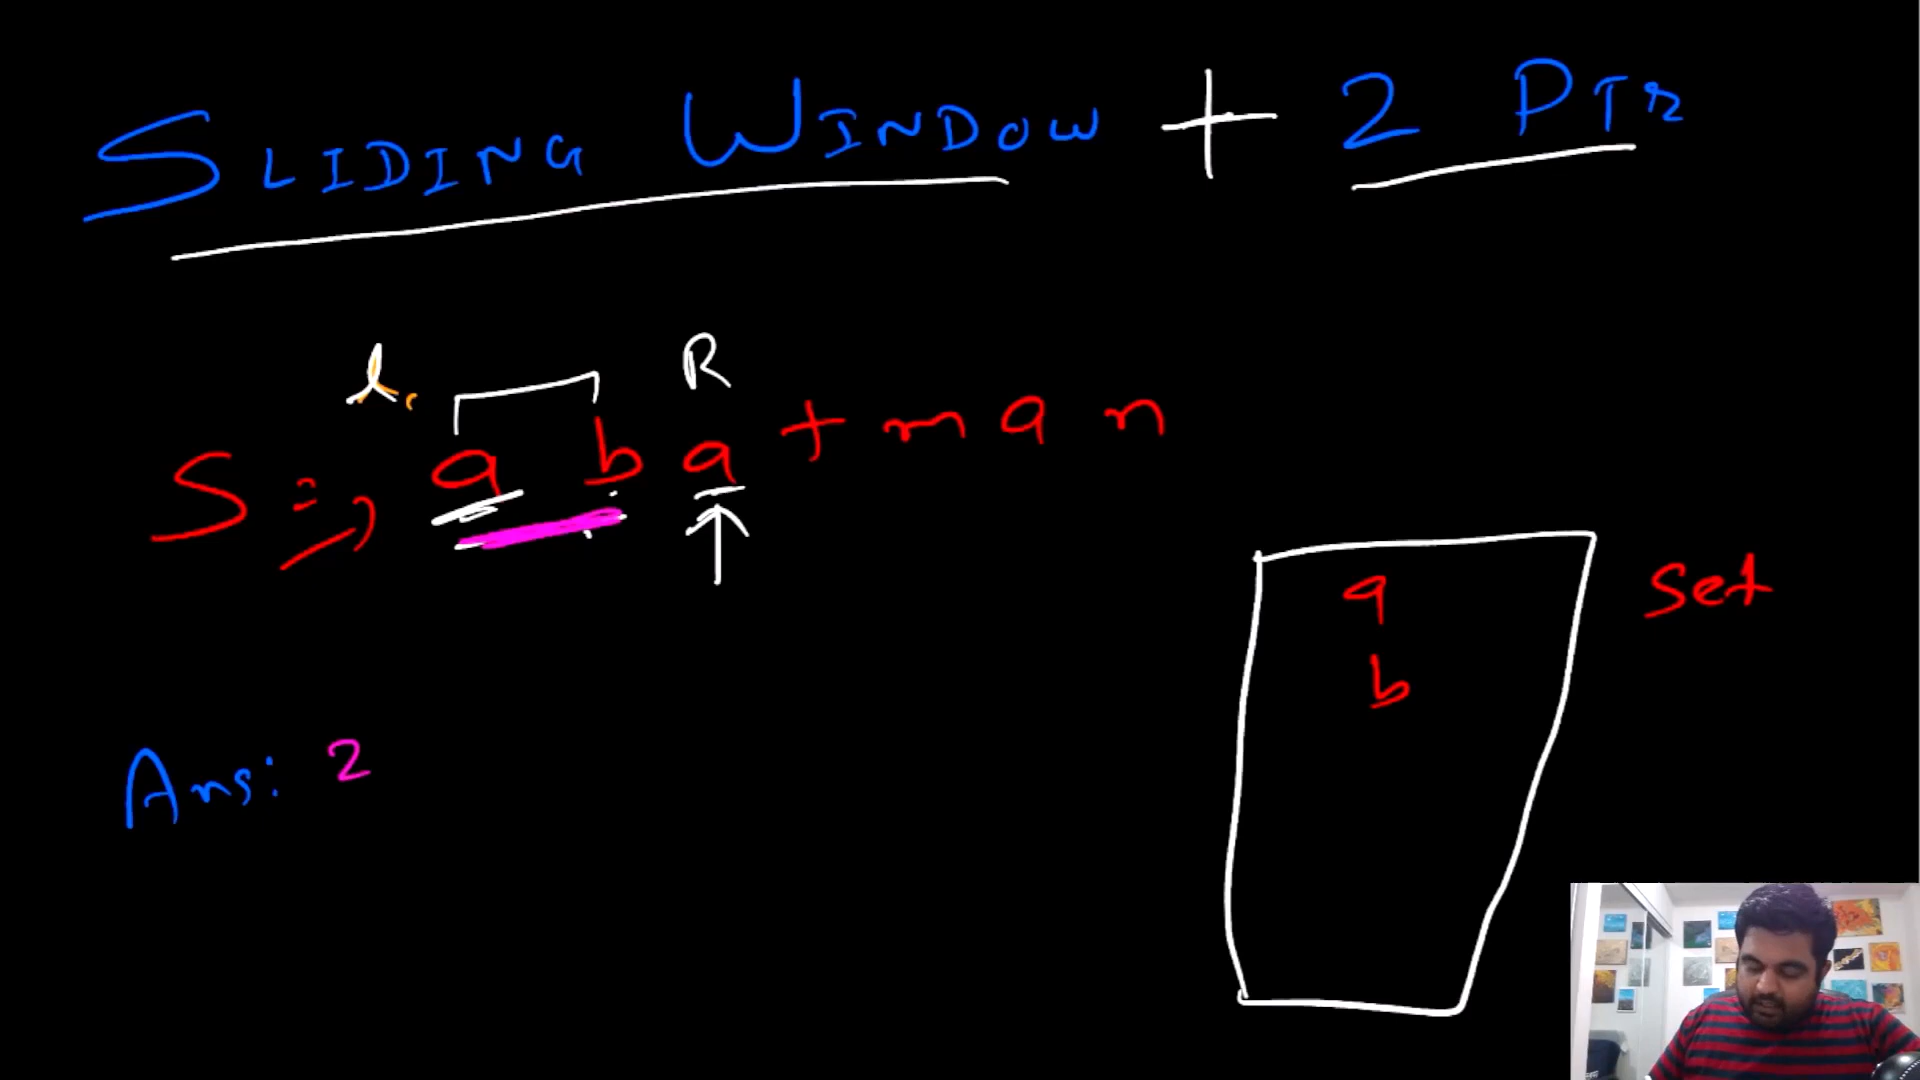 SLIDING WINDOW + 2 PTR
l R
S => a b a t m a n
a Set
b
Ans: 2